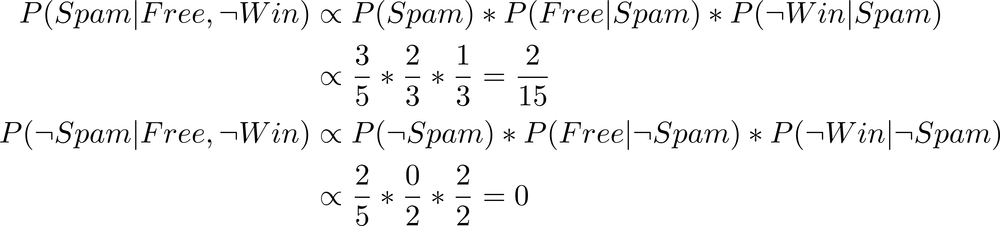 P(Spam|Free, ¬Win) ∝ P(Spam) * P(Free|Spam) * P(¬Win|Spam)
∝ 3/5 * 2/3 * 1/3 = 2/15
P(¬Spam|Free, ¬Win) ∝ P(¬Spam) * P(Free|¬Spam) * P(¬Win|¬Spam)
∝ 2/5 * 0/2 * 2/2 = 0